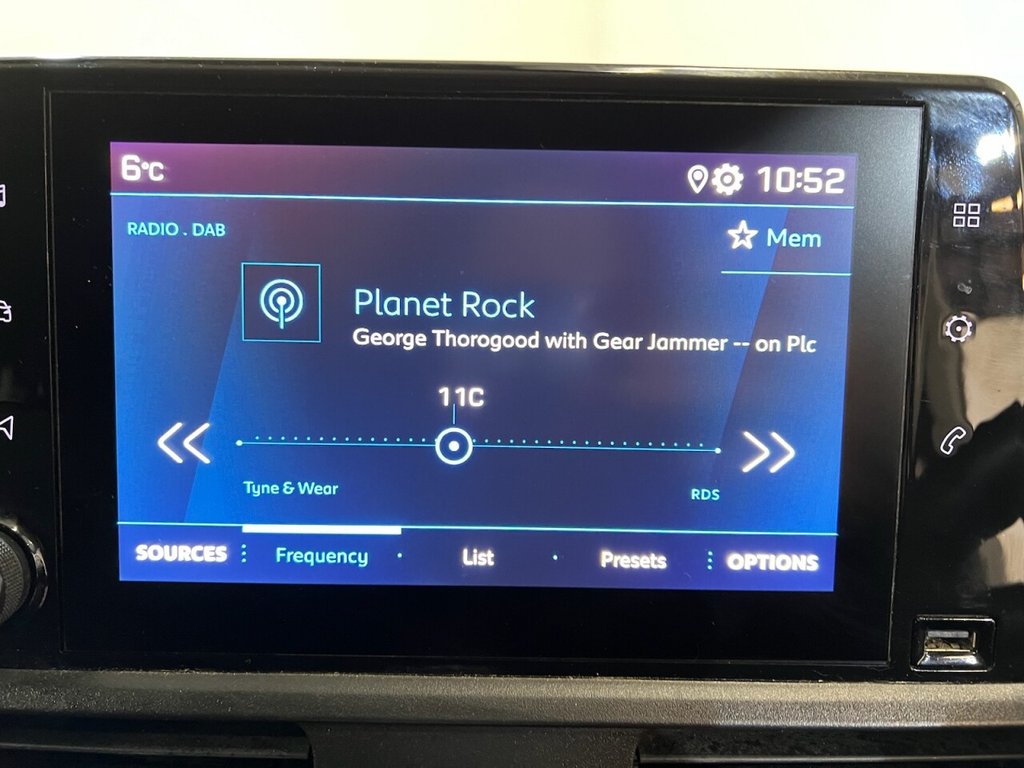 6°C
10:52
RADIO . DAB
Mem
Planet Rock
George Thorogood with Gear Jammer -- on Plc
11C
Tyne & Wear
RDS
SOURCES Frequency List Presets OPTIONS